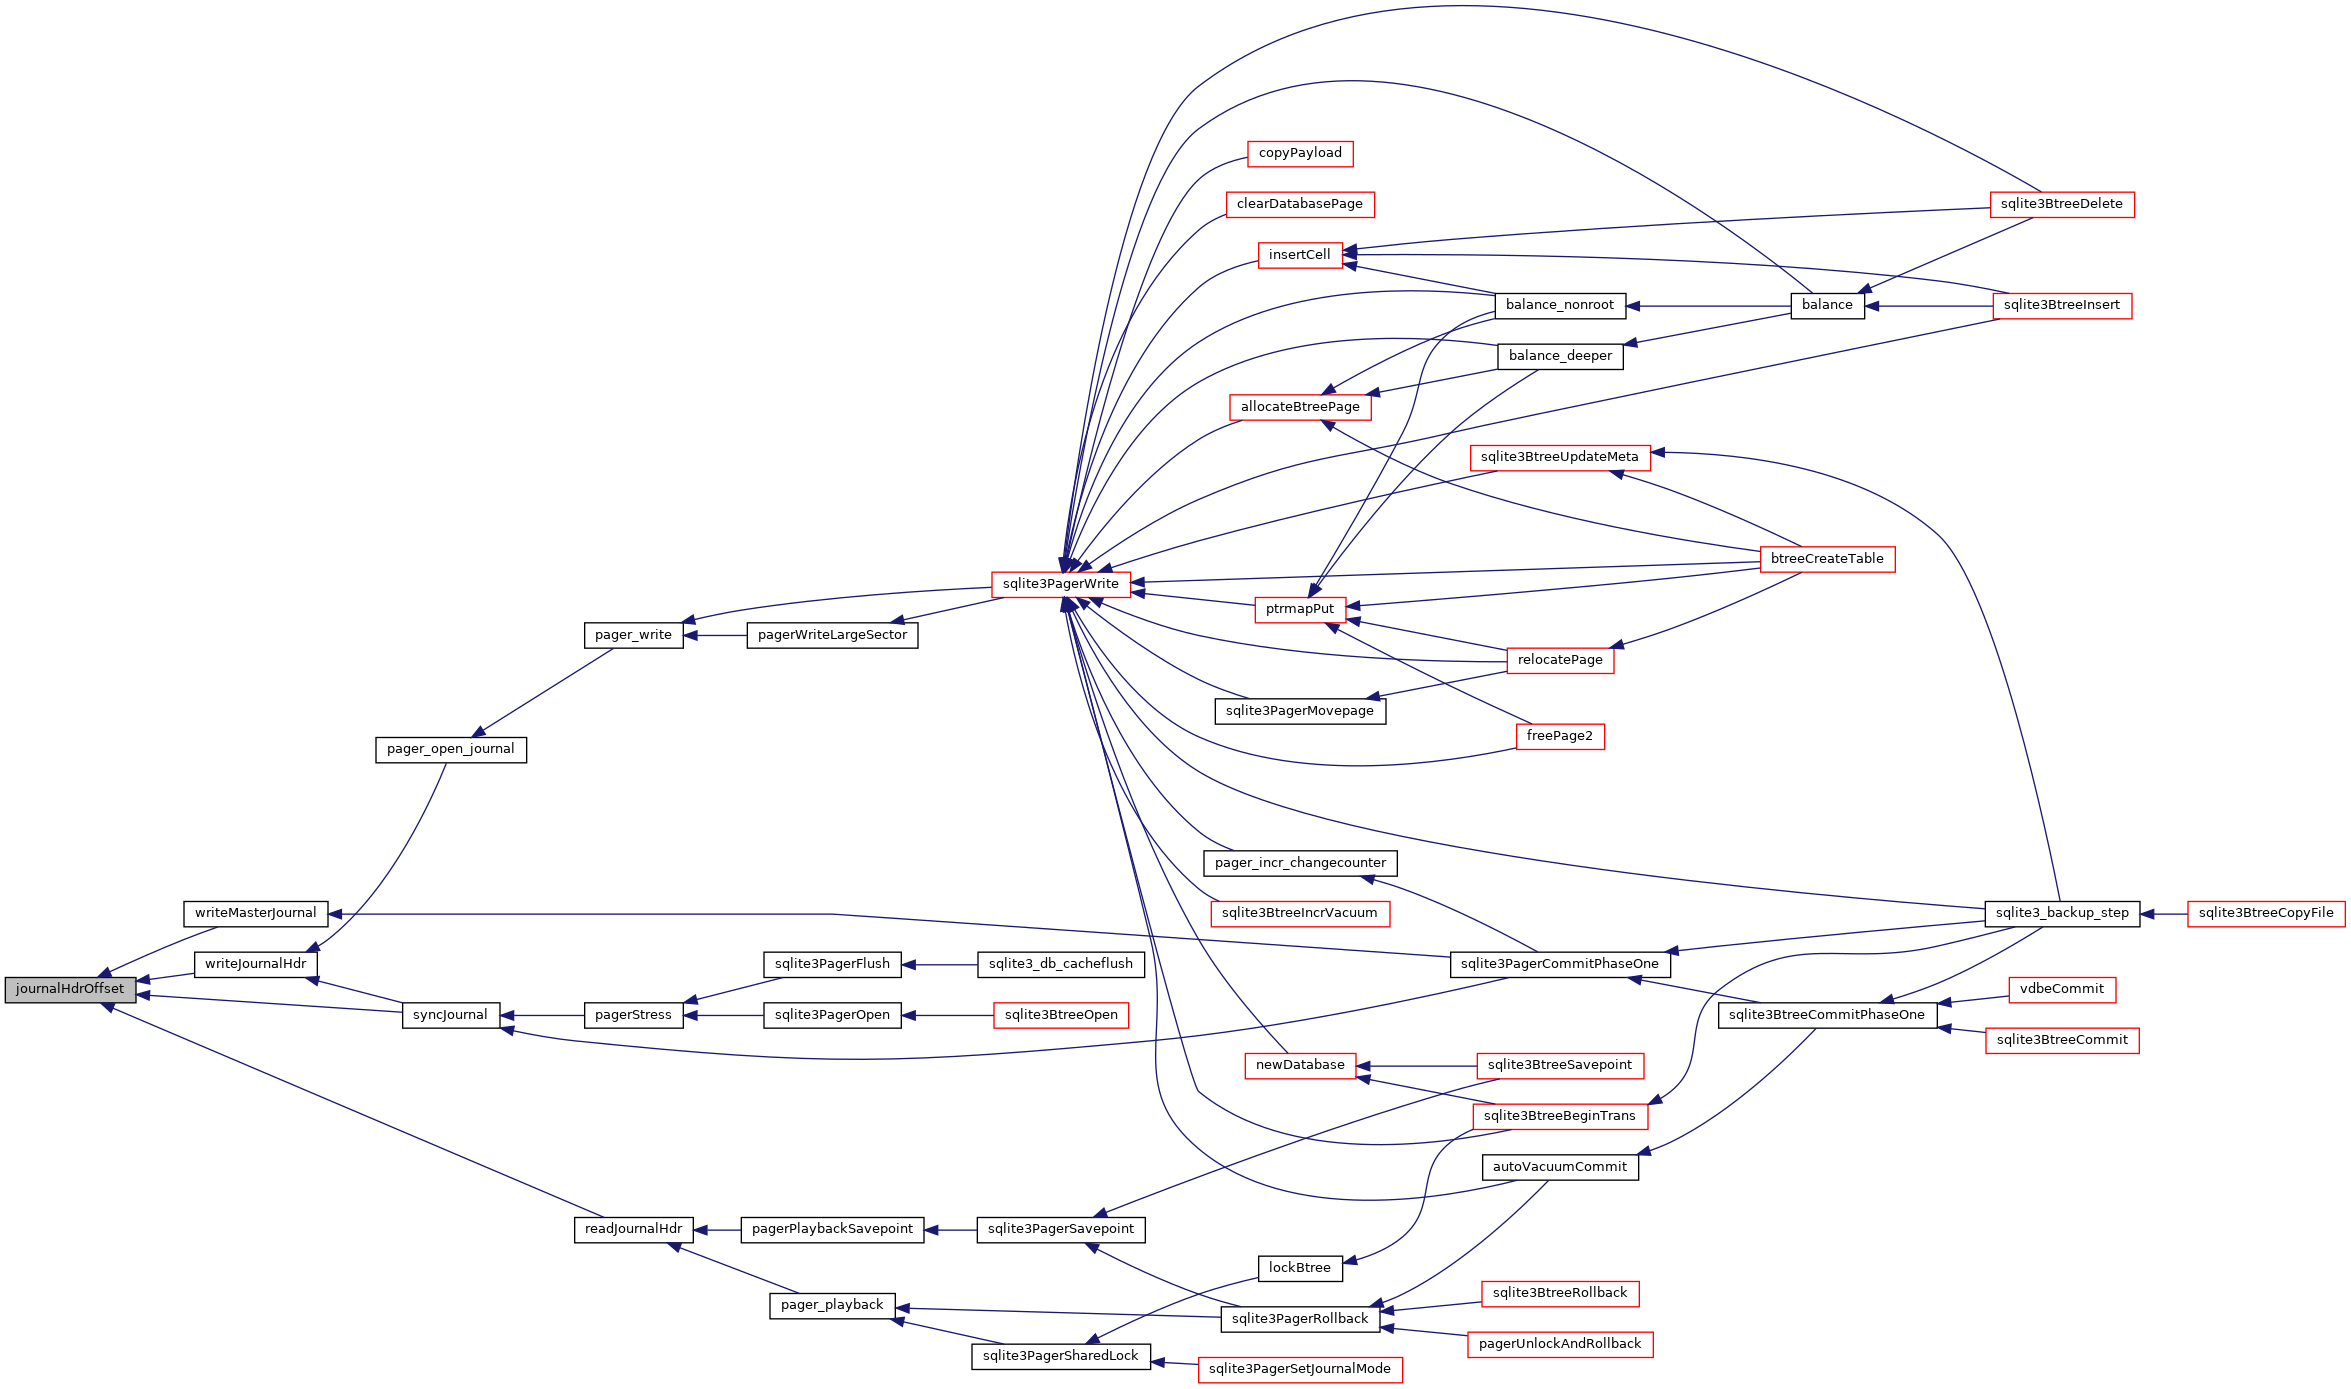 copyPayload
clearDatabasePage
sqlite3BtreeDelete
insertCell
balance_nonroot
balance
sqlite3BtreeInsert
balance_deeper
allocateBtreePage
sqlite3BtreeUpdateMeta
btreeCreateTable
sqlite3PagerWrite
ptrmapPut
pager_write
pagerWriteLargeSector
relocatePage
sqlite3PagerMovepage
freePage2
pager_open_journal
pager_incr_changecounter
writeMasterJournal
sqlite3BtreeIncrVacuum
sqlite3_backup_step
sqlite3BtreeCopyFile
writeJournalHdr
sqlite3PagerFlush
sqlite3_db_cacheflush
sqlite3PagerCommitPhaseOne
journalHdrOffset
vdbeCommit
syncJournal
pagerStress
sqlite3PagerOpen
sqlite3BtreeOpen
sqlite3BtreeCommitPhaseOne
sqlite3BtreeCommit
newDatabase
sqlite3BtreeSavepoint
sqlite3BtreeBeginTrans
autoVacuumCommit
readJournalHdr
pagerPlaybackSavepoint
sqlite3PagerSavepoint
lockBtree
sqlite3BtreeRollback
pager_playback
sqlite3PagerRollback
pagerUnlockAndRollback
sqlite3PagerSharedLock
sqlite3PagerSetJournalMode